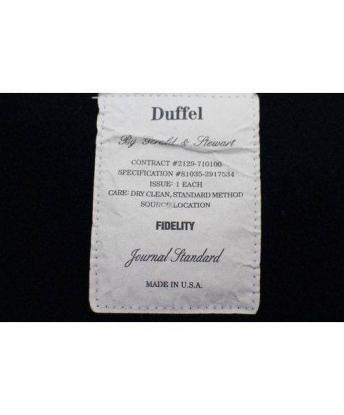 Duffel
By Gerald & Stewart
CONTRACT #2129-710100
SPECIFICATION #81035-2917534
ISSUE: 1 EACH
CARE: DRY CLEAN, STANDARD METHOD
SOURCE LOCATION
FIDELITY
Journal Standard
MADE IN U.S.A.